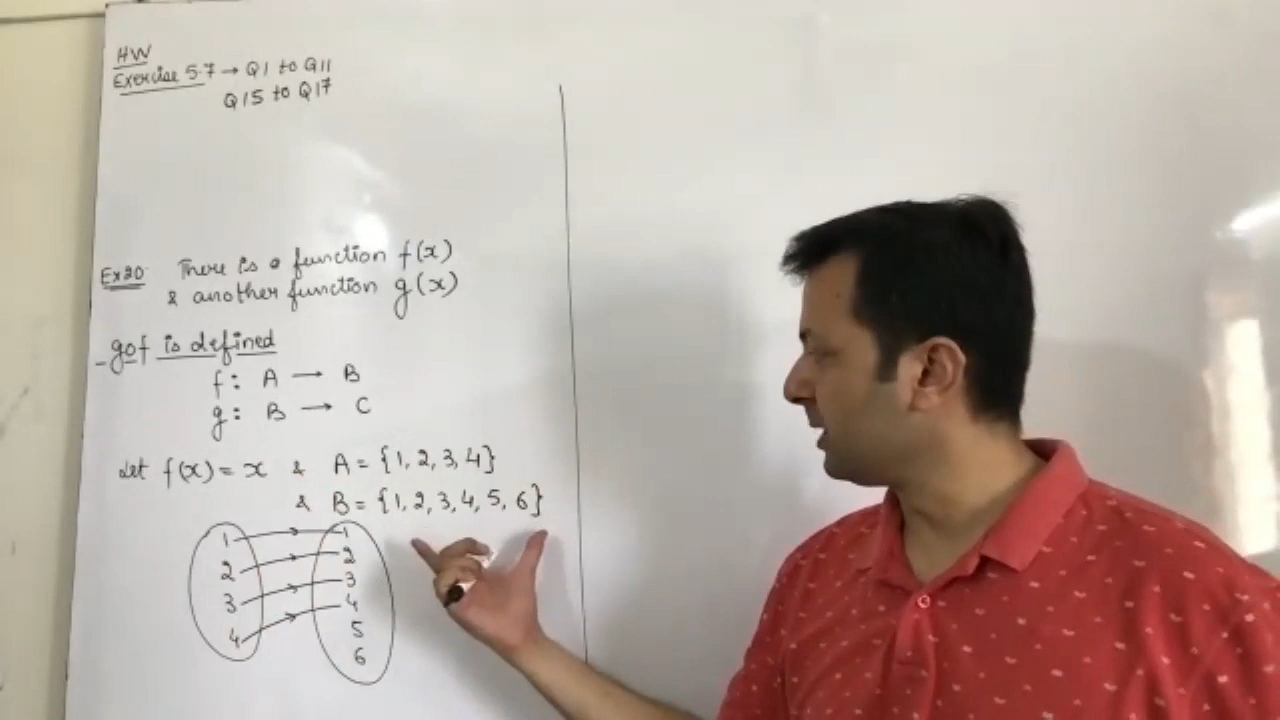 HW
Exercise 5.7 → Q1 to Q11
Q15 to Q17
Ex20 There is a function f(x)
& another function g(x)
gof is defined
f: A → B
g: B → C
Let f(x) = x & A = {1, 2, 3, 4}
& B = {1, 2, 3, 4, 5, 6}
1 1
2 2
3 3
4 4
5
6